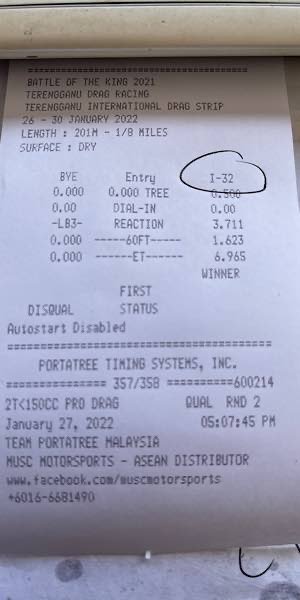 ==========================================
BATTLE OF THE KING 2021
TERENGGANU DRAG RACING
TERENGGANU INTERNATIONAL DRAG STRIP
26 - 30 JANUARY 2022
LENGTH : 201M - 1/8 MILES
SURFACE : DRY
BYE Entry I-32
0.000 0.000 TREE 0.500
0.00 DIAL-IN 0.00
-LB3- REACTION 3.711
0.000 -----60FT----- 1.623
0.000 ------ET------ 6.965
WINNER
FIRST
DISQUAL STATUS
Autostart Disabled
==========================================
PORTATREE TIMING SYSTEMS, INC.
=============== 357/358 ==========600214
2T<150CC PRO DRAG QUAL RND 2
January 27, 2022 05:07:45 PM
TEAM PORTATREE MALAYSIA
MUSC MOTORSPORTS - ASEAN DISTRIBUTOR
www.facebook.com/muscmotorsports
+6016-6681490